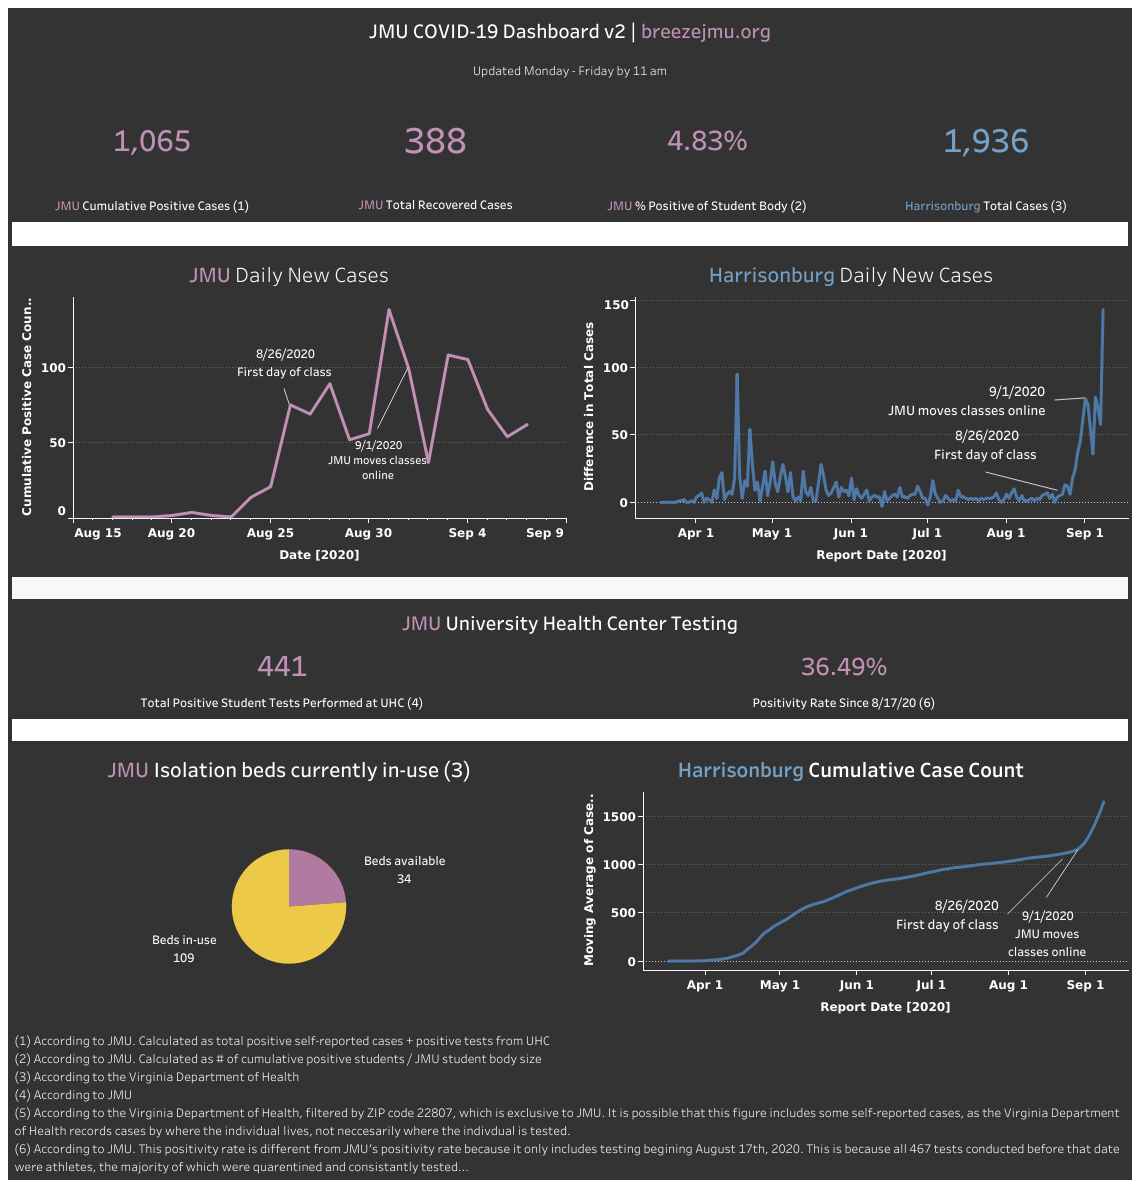 JMU COVID-19 Dashboard v2 | breezejmu.org
Updated Monday - Friday by 11 am
1,065
388
4.83%
1,936
JMU Cumulative Positive Cases (1)
JMU Total Recovered Cases
JMU % Positive of Student Body (2)
Harrisonburg Total Cases (3)
JMU Daily New Cases
Cumulative Positive Case Coun..
100
50
0
8/26/2020
First day of class
9/1/2020
JMU moves classes
online
Aug 15
Aug 20
Aug 25
Aug 30
Sep 4
Sep 9
Date [2020]
Harrisonburg Daily New Cases
Difference in Total Cases
150
100
50
0
9/1/2020
JMU moves classes online
8/26/2020
First day of class
Apr 1
May 1
Jun 1
Jul 1
Aug 1
Sep 1
Report Date [2020]
JMU University Health Center Testing
441
36.49%
Total Positive Student Tests Performed at UHC (4)
Positivity Rate Since 8/17/20 (6)
JMU Isolation beds currently in-use (3)
Beds available
34
Beds in-use
109
Harrisonburg Cumulative Case Count
Moving Average of Case..
1500
1000
500
0
8/26/2020
First day of class
9/1/2020
JMU moves
classes online
Apr 1
May 1
Jun 1
Jul 1
Aug 1
Sep 1
Report Date [2020]
(1) According to JMU. Calculated as total positive self-reported cases + positive tests from UHC
(2) According to JMU. Calculated as # of cumulative positive students / JMU student body size
(3) According to the Virginia Department of Health
(4) According to JMU
(5) According to the Virginia Department of Health, filtered by ZIP code 22807, which is exclusive to JMU. It is possible that this figure includes some self-reported cases, as the Virginia Department
of Health records cases by where the individual lives, not neccesarily where the indivdual is tested.
(6) According to JMU. This positivity rate is different from JMU's positivity rate because it only includes testing begining August 17th, 2020. This is because all 467 tests conducted before that date
were athletes, the majority of which were quarentined and consistantly tested...